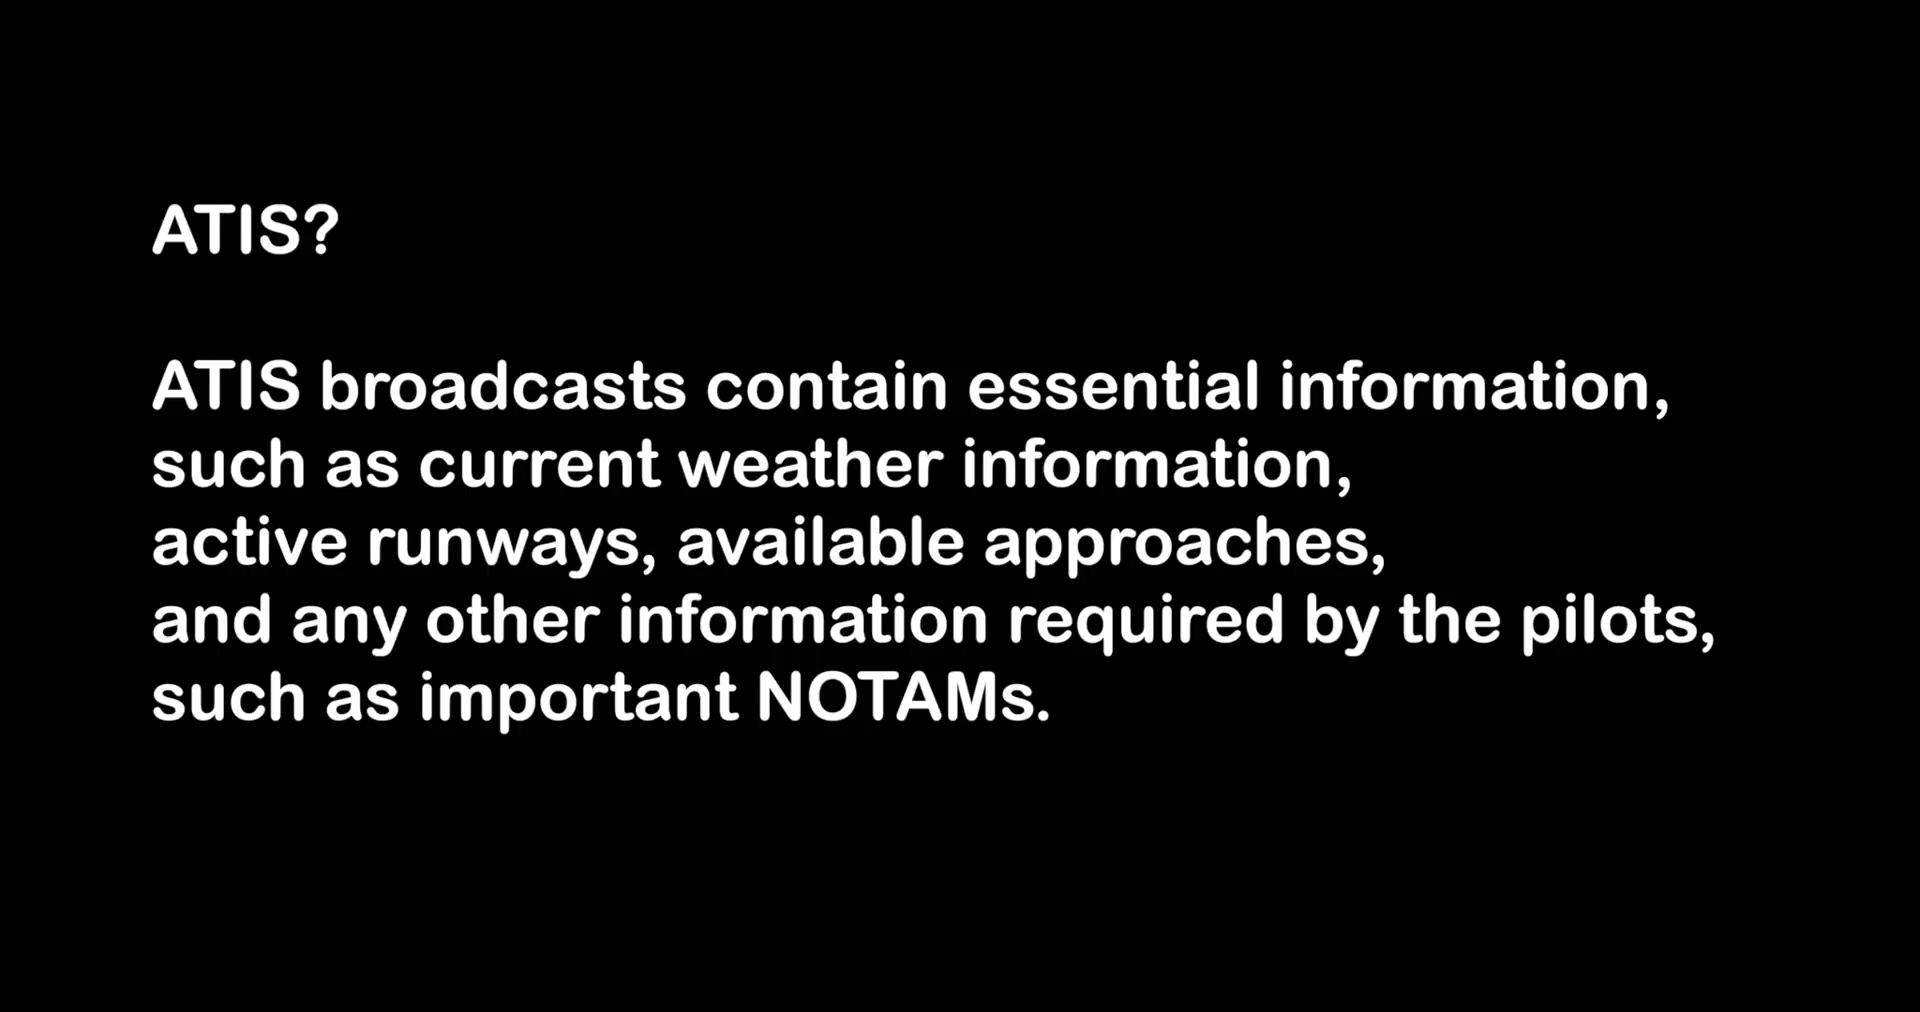 ATIS?
ATIS broadcasts contain essential information,
such as current weather information,
active runways, available approaches,
and any other information required by the pilots,
such as important NOTAMs.